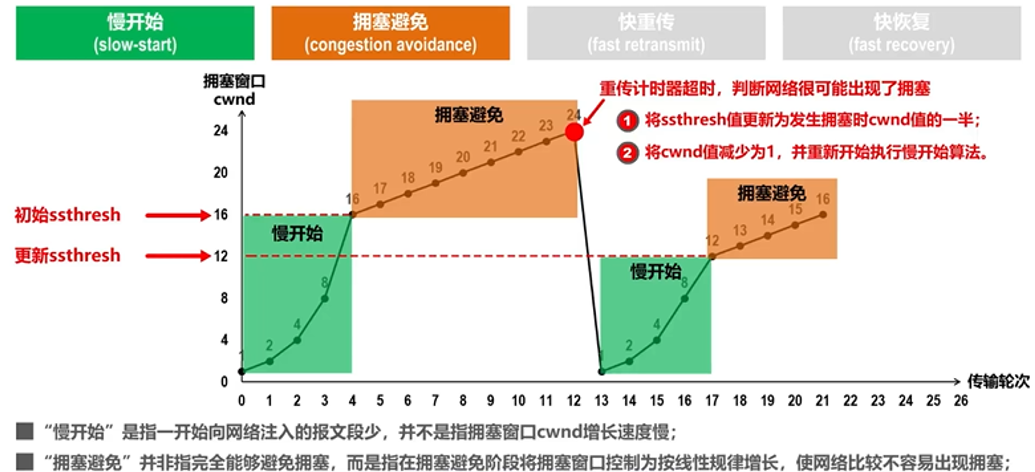 慢开始
(slow-start)
拥塞避免
(congestion avoidance)
快重传
(fast retransmit)
快恢复
(fast recovery)
拥塞窗口
cwnd
重传计时器超时，判断网络很可能出现了拥塞
1 将ssthresh值更新为发生拥塞时cwnd值的一半；
2 将cwnd值减少为1，并重新开始执行慢开始算法。
拥塞避免
24
20
16
12
8
4
0
初始ssthresh
更新ssthresh
慢开始
1 2 4 8 16 17 18 19 20 21 22 23 24
慢开始
拥塞避免
1 2 4 8 12 13 14 15 16
0 1 2 3 4 5 6 7 8 9 10 11 12 13 14 15 16 17 18 19 20 21 22 23 24 25 26
传输轮次
“慢开始”是指一开始向网络注入的报文段少，并不是指拥塞窗口cwnd增长速度慢；
“拥塞避免”并非指完全能够避免拥塞，而是指在拥塞避免阶段将拥塞窗口控制为按线性规律增长，使网络比较不容易出现拥塞；